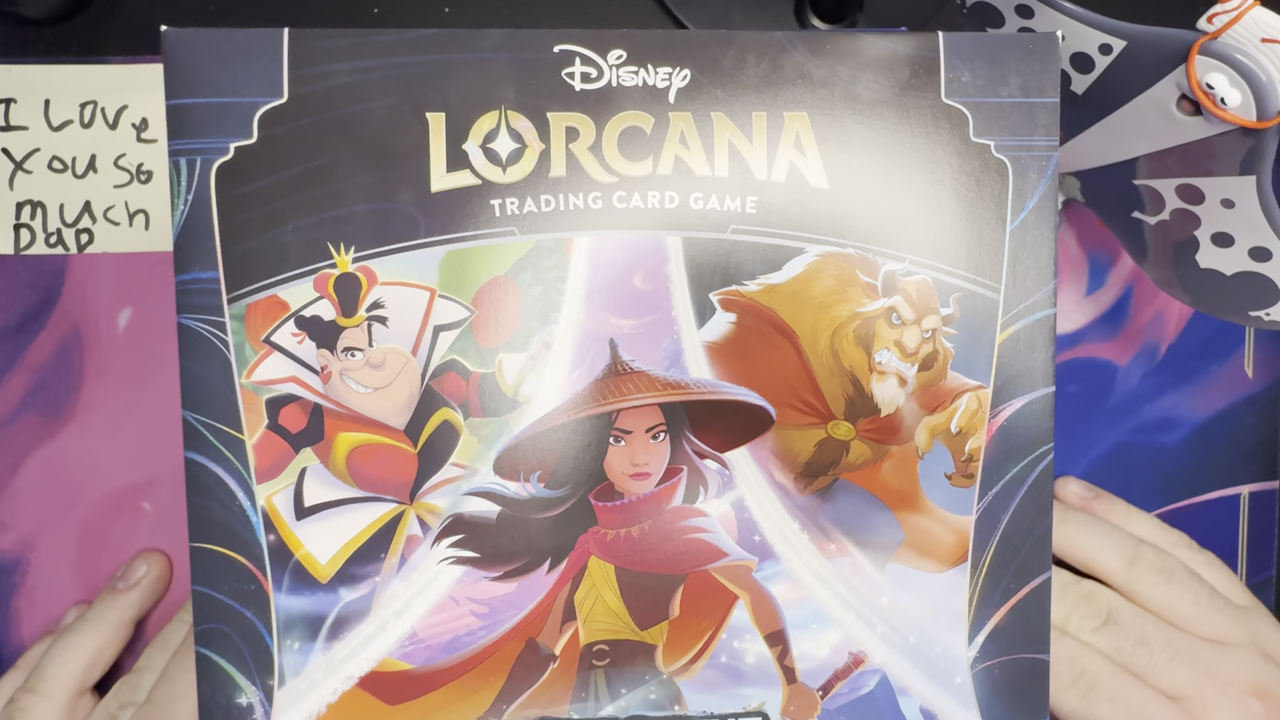 I Love
You So
much
Dad
Disney
LORCANA
TRADING CARD GAME